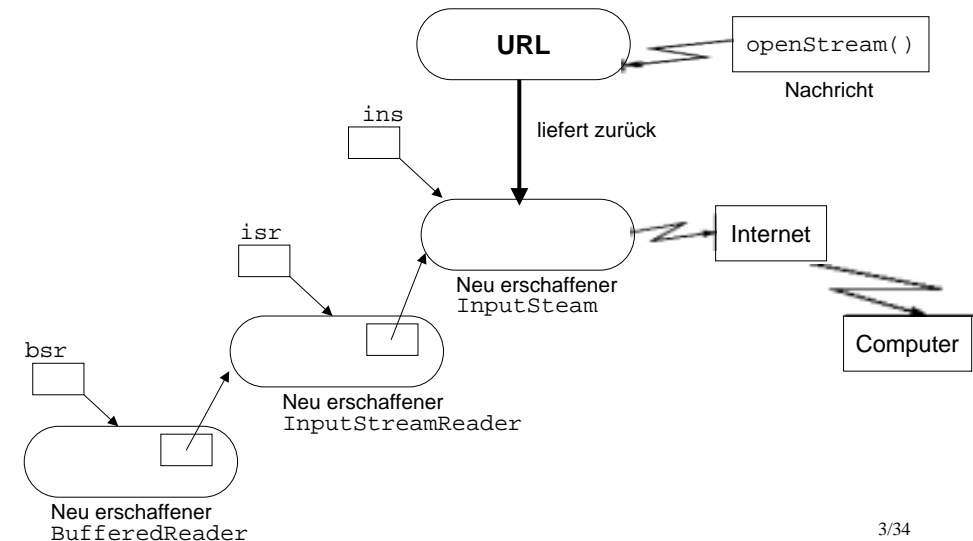 URL
openStream()
Nachricht
ins
liefert zurück
isr
Internet
Neu erschaffener
InputSteam
bsr
Computer
Neu erschaffener
InputStreamReader
Neu erschaffener
BufferedReader
3/34